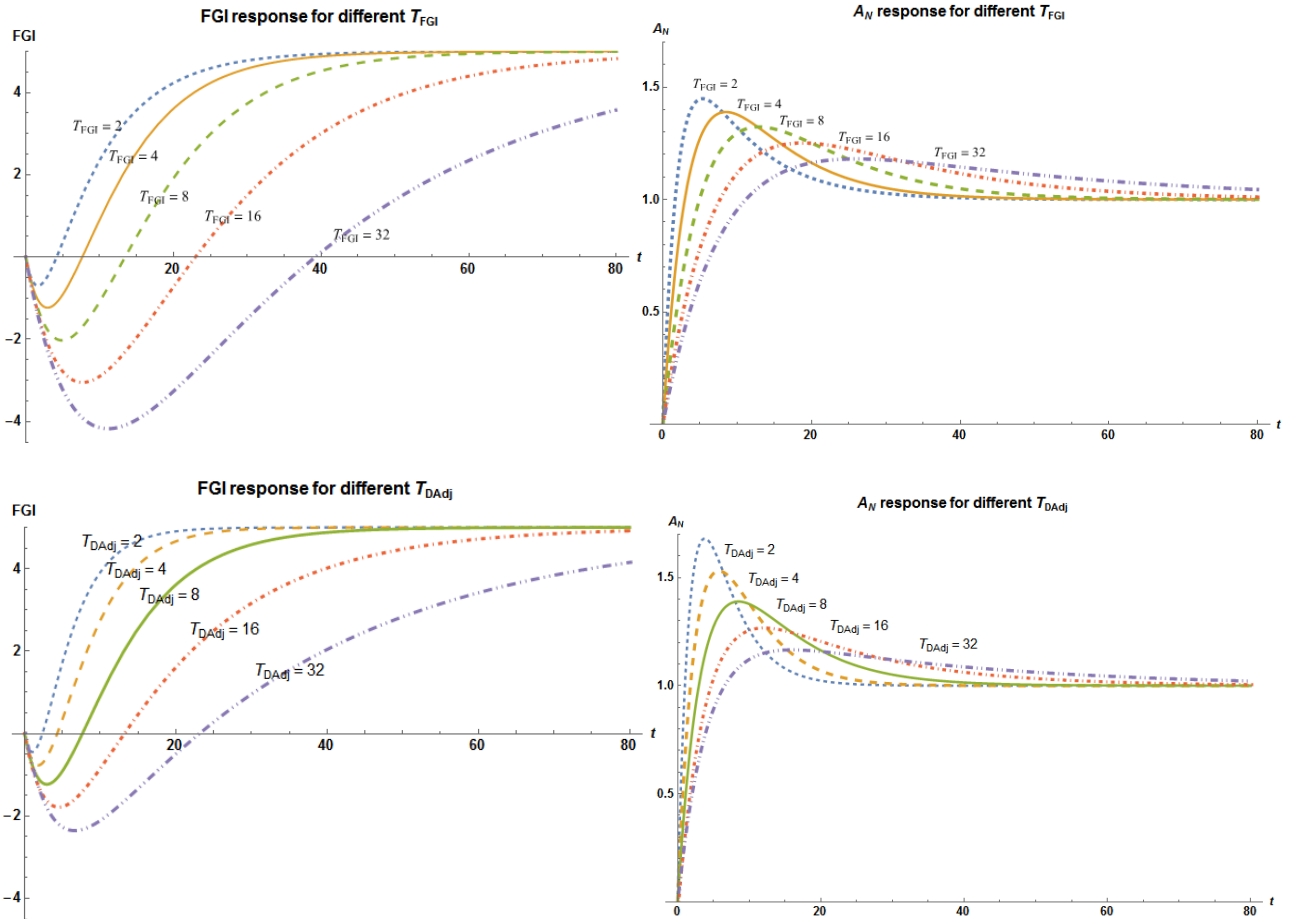 FGI response for different T_FGI
FGI
4
2
−2
−4
20
40
60
80
t
T_FGI = 2
T_FGI = 4
T_FGI = 8
T_FGI = 16
T_FGI = 32
A_N response for different T_FGI
A_N
1.5
1.0
0.5
0
20
40
60
80
t
T_FGI = 2
T_FGI = 4
T_FGI = 8
T_FGI = 16
T_FGI = 32
FGI response for different T_DAdj
FGI
4
2
−2
−4
20
40
60
80
t
T_DAdj = 2
T_DAdj = 4
T_DAdj = 8
T_DAdj = 16
T_DAdj = 32
A_N response for different T_DAdj
A_N
1.5
1.0
0.5
0
20
40
60
80
t
T_DAdj = 2
T_DAdj = 4
T_DAdj = 8
T_DAdj = 16
T_DAdj = 32